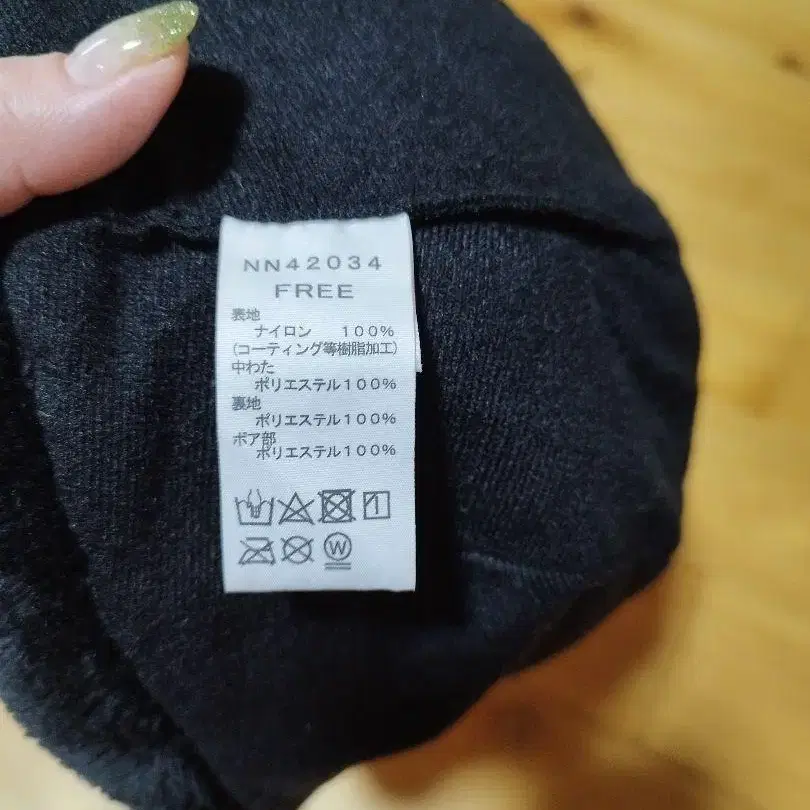 NN42034
FREE
表地
ナイロン 100%
(コーティング等樹脂加工)
中わた
ポリエステル100%
裏地
ポリエステル100%
ボア部
ポリエステル100%
W